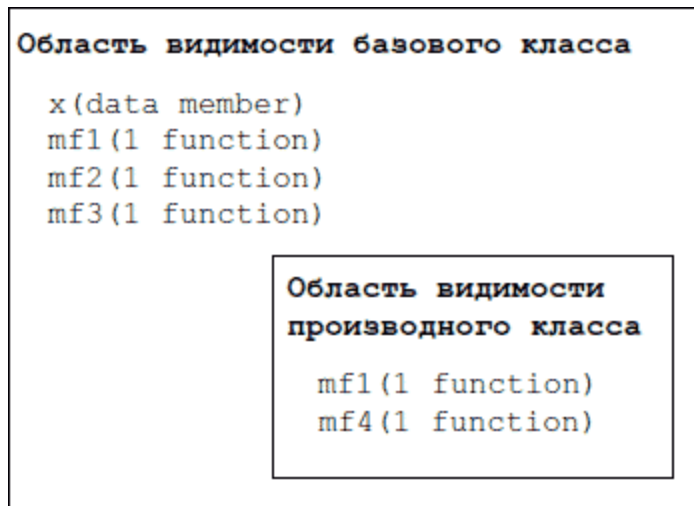 Область видимости базового класса
x(data member)
mf1(1 function)
mf2(1 function)
mf3(1 function)
Область видимости
производного класса
mf1(1 function)
mf4(1 function)